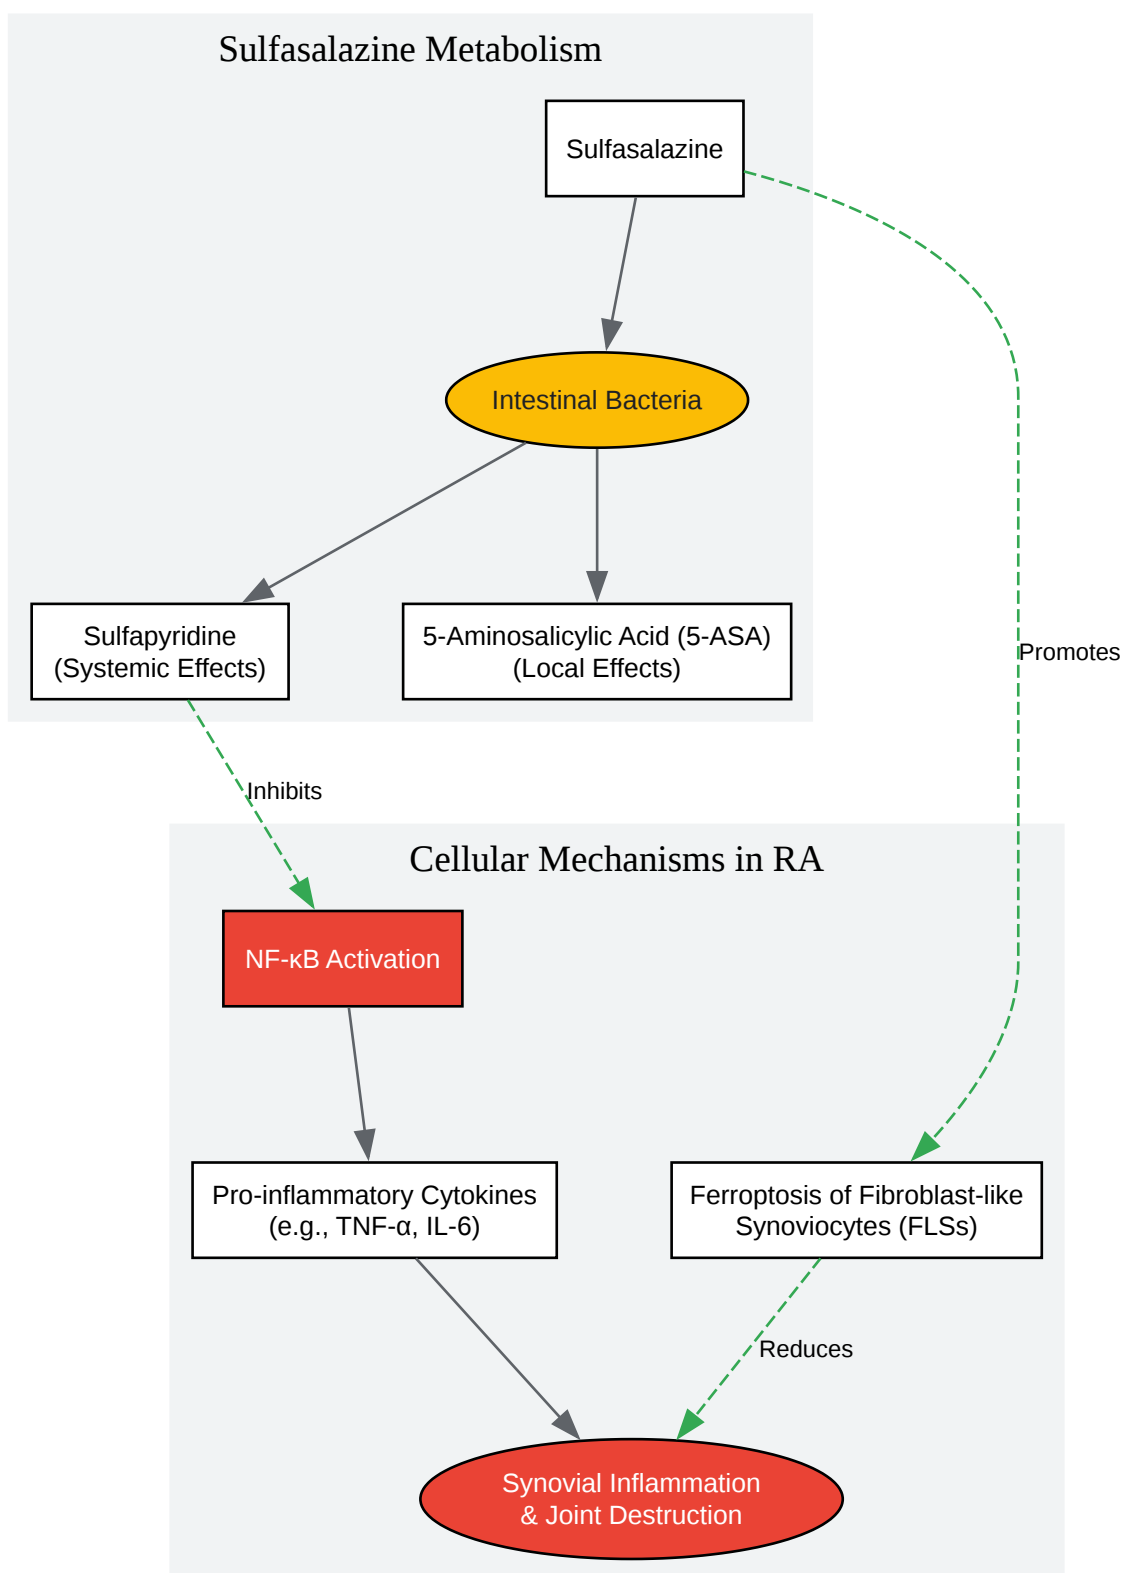 Sulfasalazine Metabolism
Sulfasalazine
Intestinal Bacteria
Sulfapyridine
(Systemic Effects)
5-Aminosalicylic Acid (5-ASA)
(Local Effects)
Promotes
Inhibits
Cellular Mechanisms in RA
NF-κB Activation
Pro-inflammatory Cytokines
(e.g., TNF-α, IL-6)
Ferroptosis of Fibroblast-like
Synoviocytes (FLSs)
Reduces
Synovial Inflammation
& Joint Destruction